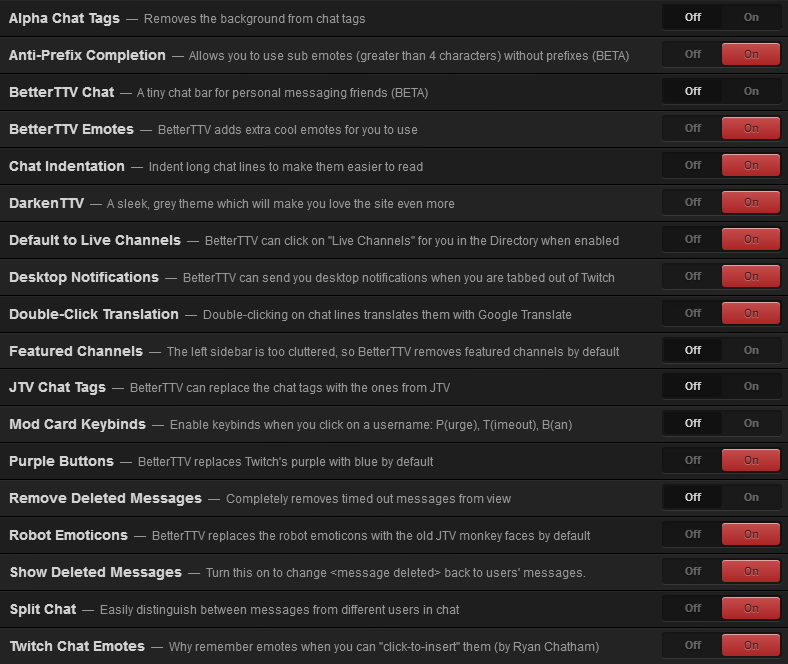 Alpha Chat Tags — Removes the background from chat tags Off On
Anti-Prefix Completion — Allows you to use sub emotes (greater than 4 characters) without prefixes (BETA) Off On
BetterTTV Chat — A tiny chat bar for personal messaging friends (BETA) Off On
BetterTTV Emotes — BetterTTV adds extra cool emotes for you to use Off On
Chat Indentation — Indent long chat lines to make them easier to read Off On
DarkenTTV — A sleek, grey theme which will make you love the site even more Off On
Default to Live Channels — BetterTTV can click on "Live Channels" for you in the Directory when enabled Off On
Desktop Notifications — BetterTTV can send you desktop notifications when you are tabbed out of Twitch Off On
Double-Click Translation — Double-clicking on chat lines translates them with Google Translate Off On
Featured Channels — The left sidebar is too cluttered, so BetterTTV removes featured channels by default Off On
JTV Chat Tags — BetterTTV can replace the chat tags with the ones from JTV Off On
Mod Card Keybinds — Enable keybinds when you click on a username: P(urge), T(imeout), B(an) Off On
Purple Buttons — BetterTTV replaces Twitch's purple with blue by default Off On
Remove Deleted Messages — Completely removes timed out messages from view Off On
Robot Emoticons — BetterTTV replaces the robot emoticons with the old JTV monkey faces by default Off On
Show Deleted Messages — Turn this on to change <message deleted> back to users' messages. Off On
Split Chat — Easily distinguish between messages from different users in chat Off On
Twitch Chat Emotes — Why remember emotes when you can "click-to-insert" them (by Ryan Chatham) Off On